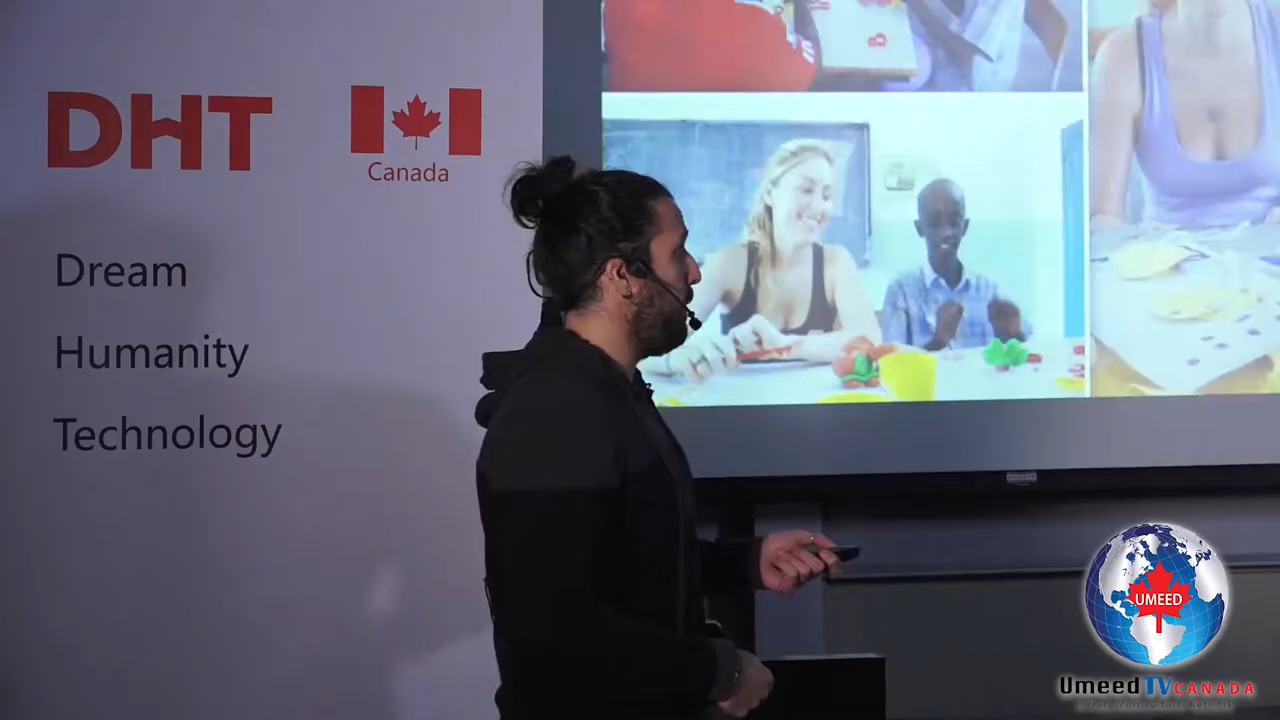 DHT
Canada
Dream
Humanity
Technology
UMEED
Umeed TV CANADA